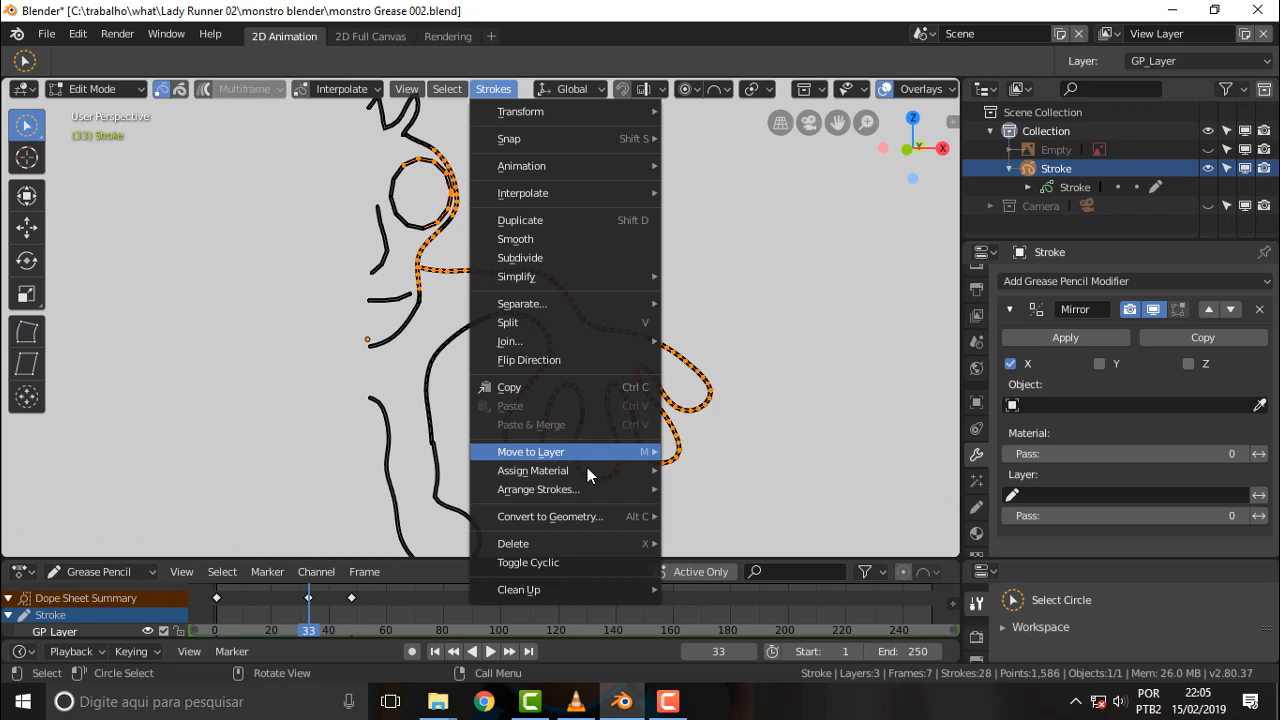 Blender* [C:\trabalho\what\Lady Runner 02\monstro blender\monstro Grease 002.blend]
File Edit Render Window Help 2D Animation 2D Full Canvas Rendering + Scene View Layer
Layer: GP_Layer
Edit Mode Multiframe Interpolate View Select Strokes Global Overlays
User Perspective
(33) Stroke
Transform
Snap Shift S
Animation
Interpolate
Duplicate Shift D
Smooth
Subdivide
Simplify
Separate...
Split V
Join...
Flip Direction
Copy Ctrl C
Paste Ctrl V
Paste & Merge Ctrl V
Move to Layer M
Assign Material
Arrange Strokes...
Convert to Geometry... Alt C
Delete X
Toggle Cyclic
Clean Up
Z
Y
X
Scene Collection
Collection
Empty
Stroke
Stroke
Camera
Stroke
Add Grease Pencil Modifier
Mirror
Apply Copy
X Y Z
Object:
Material:
Pass: 0
Layer:
Pass: 0
Select Circle
Workspace
Grease Pencil View Select Marker Channel Frame Active Only
Dope Sheet Summary
Stroke
GP_Layer
0 20 33 40 60 80 100 120 140 160 180 200 220 240
Playback Keying View Marker 33 Start: 1 End: 250
Select Circle Select Rotate View Call Menu Stroke | Layers:3 | Frames:7 | Strokes:28 | Points:1,586 | Objects:1/1 | Mem: 26.0 MB | v2.80.37
Digite aqui para pesquisar
POR
PTB2
22:05
15/02/2019